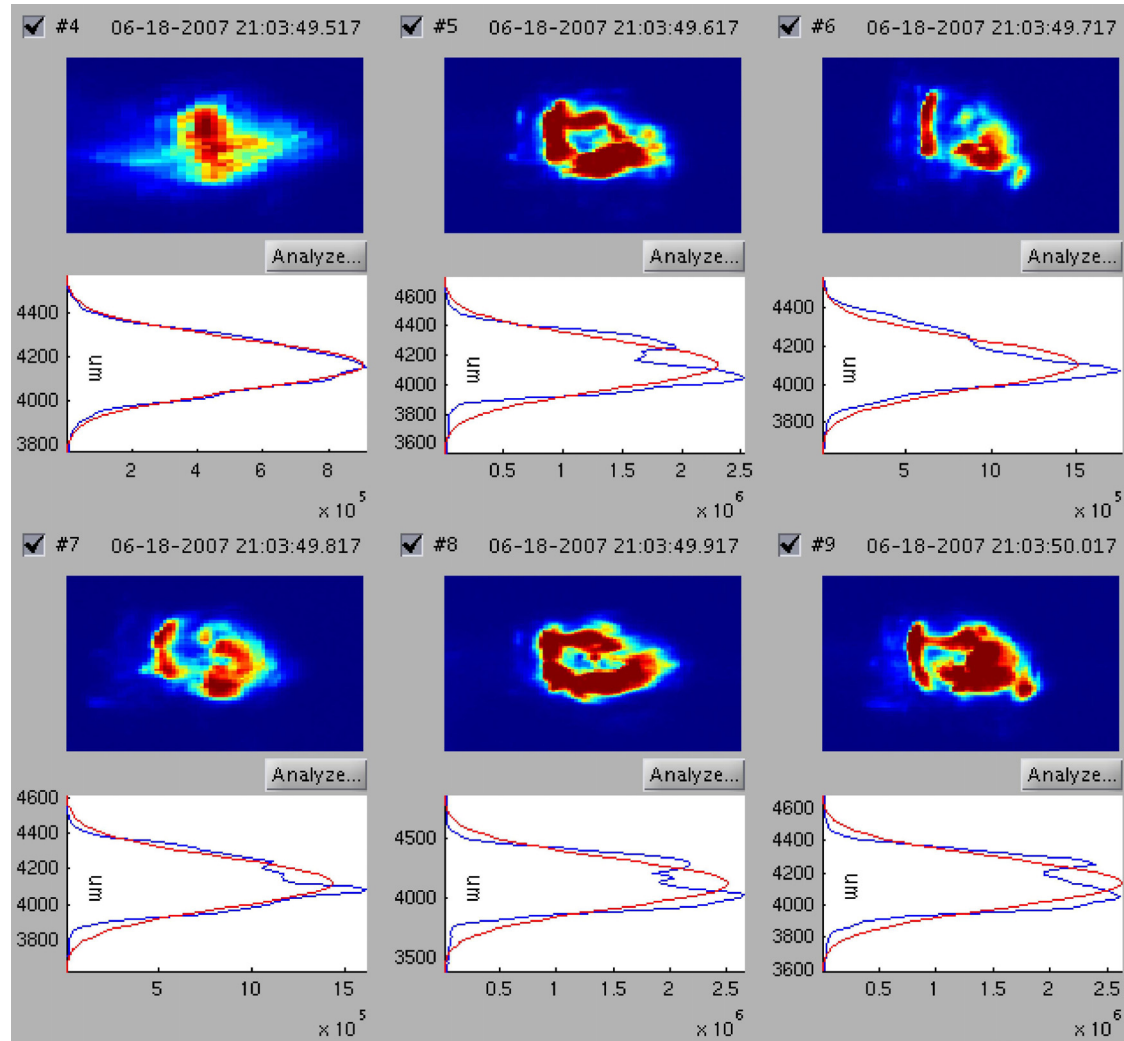 #4 06-18-2007 21:03:49.517
#5 06-18-2007 21:03:49.617
#6 06-18-2007 21:03:49.717
Analyze...
Analyze...
Analyze...
4400
4200
4000
3800
um
2 4 6 8
x 10^5
4600
4400
4200
4000
3800
3600
um
0.5 1 1.5 2 2.5
x 10^6
4400
4200
4000
3800
um
5 10 15
x 10^5
#7 06-18-2007 21:03:49.817
#8 06-18-2007 21:03:49.917
#9 06-18-2007 21:03:50.017
Analyze...
Analyze...
Analyze...
4600
4400
4200
4000
3800
um
5 10 15
x 10^5
4500
4000
3500
um
0.5 1 1.5 2 2.5
x 10^6
4600
4400
4200
4000
3800
3600
um
0.5 1 1.5 2 2.5
x 10^6